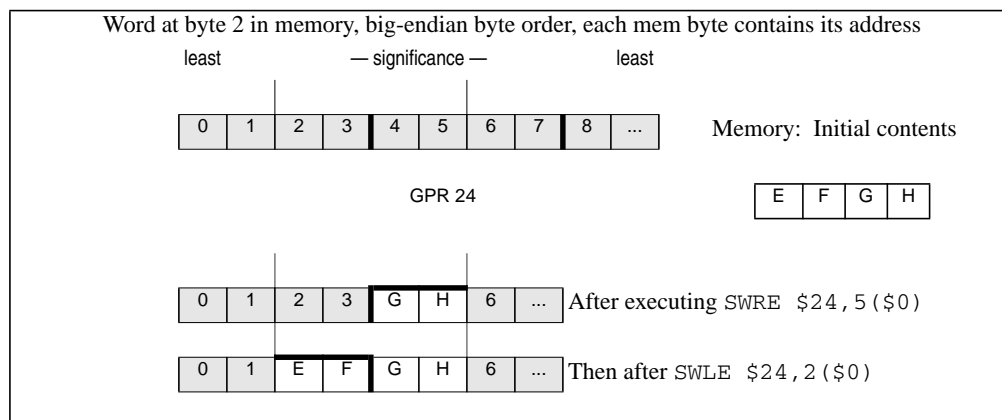 Word at byte 2 in memory, big-endian byte order, each mem byte contains its address
least — significance — least
0 1 2 3 4 5 6 7 8 ... Memory: Initial contents
GPR 24 E F G H
0 1 2 3 G H 6 ... After executing SWRE $24,5($0)
0 1 E F G H 6 ... Then after SWLE $24,2($0)